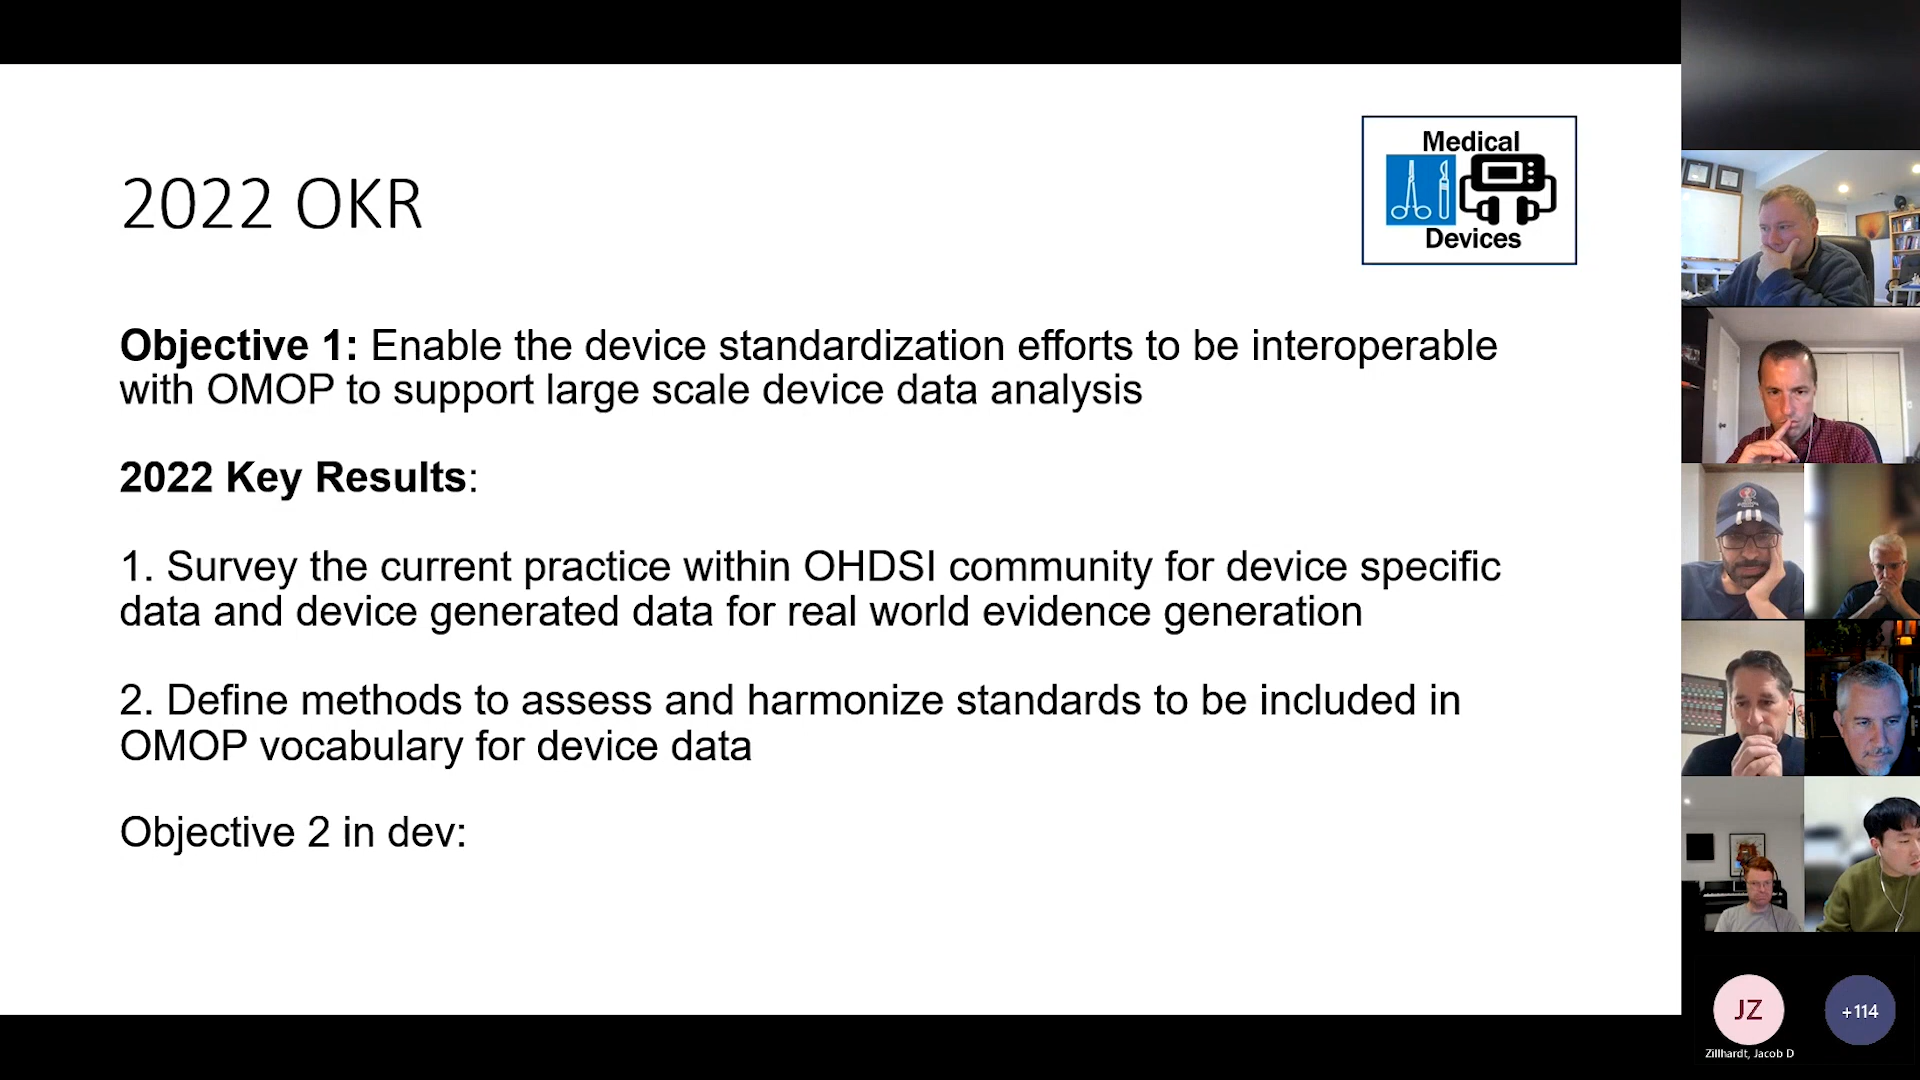 2022 OKR
Medical
Devices
Objective 1: Enable the device standardization efforts to be interoperable
with OMOP to support large scale device data analysis
2022 Key Results:
1. Survey the current practice within OHDSI community for device specific
data and device generated data for real world evidence generation
2. Define methods to assess and harmonize standards to be included in
OMOP vocabulary for device data
Objective 2 in dev:
JZ
+114
Zillhardt, Jacob D